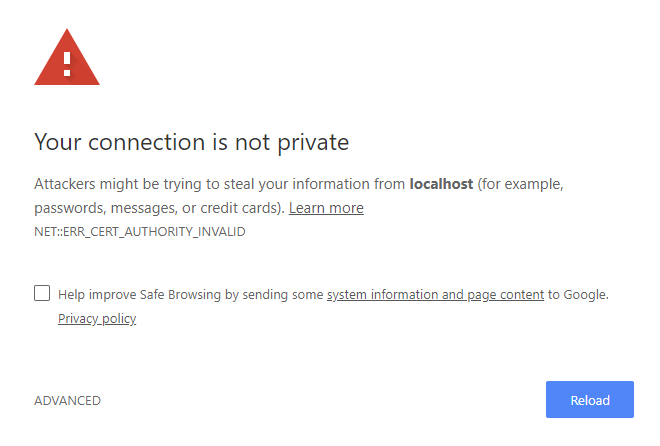 Your connection is not private
Attackers might be trying to steal your information from localhost (for example,
passwords, messages, or credit cards). Learn more
NET::ERR_CERT_AUTHORITY_INVALID
Help improve Safe Browsing by sending some system information and page content to Google.
Privacy policy
ADVANCED
Reload